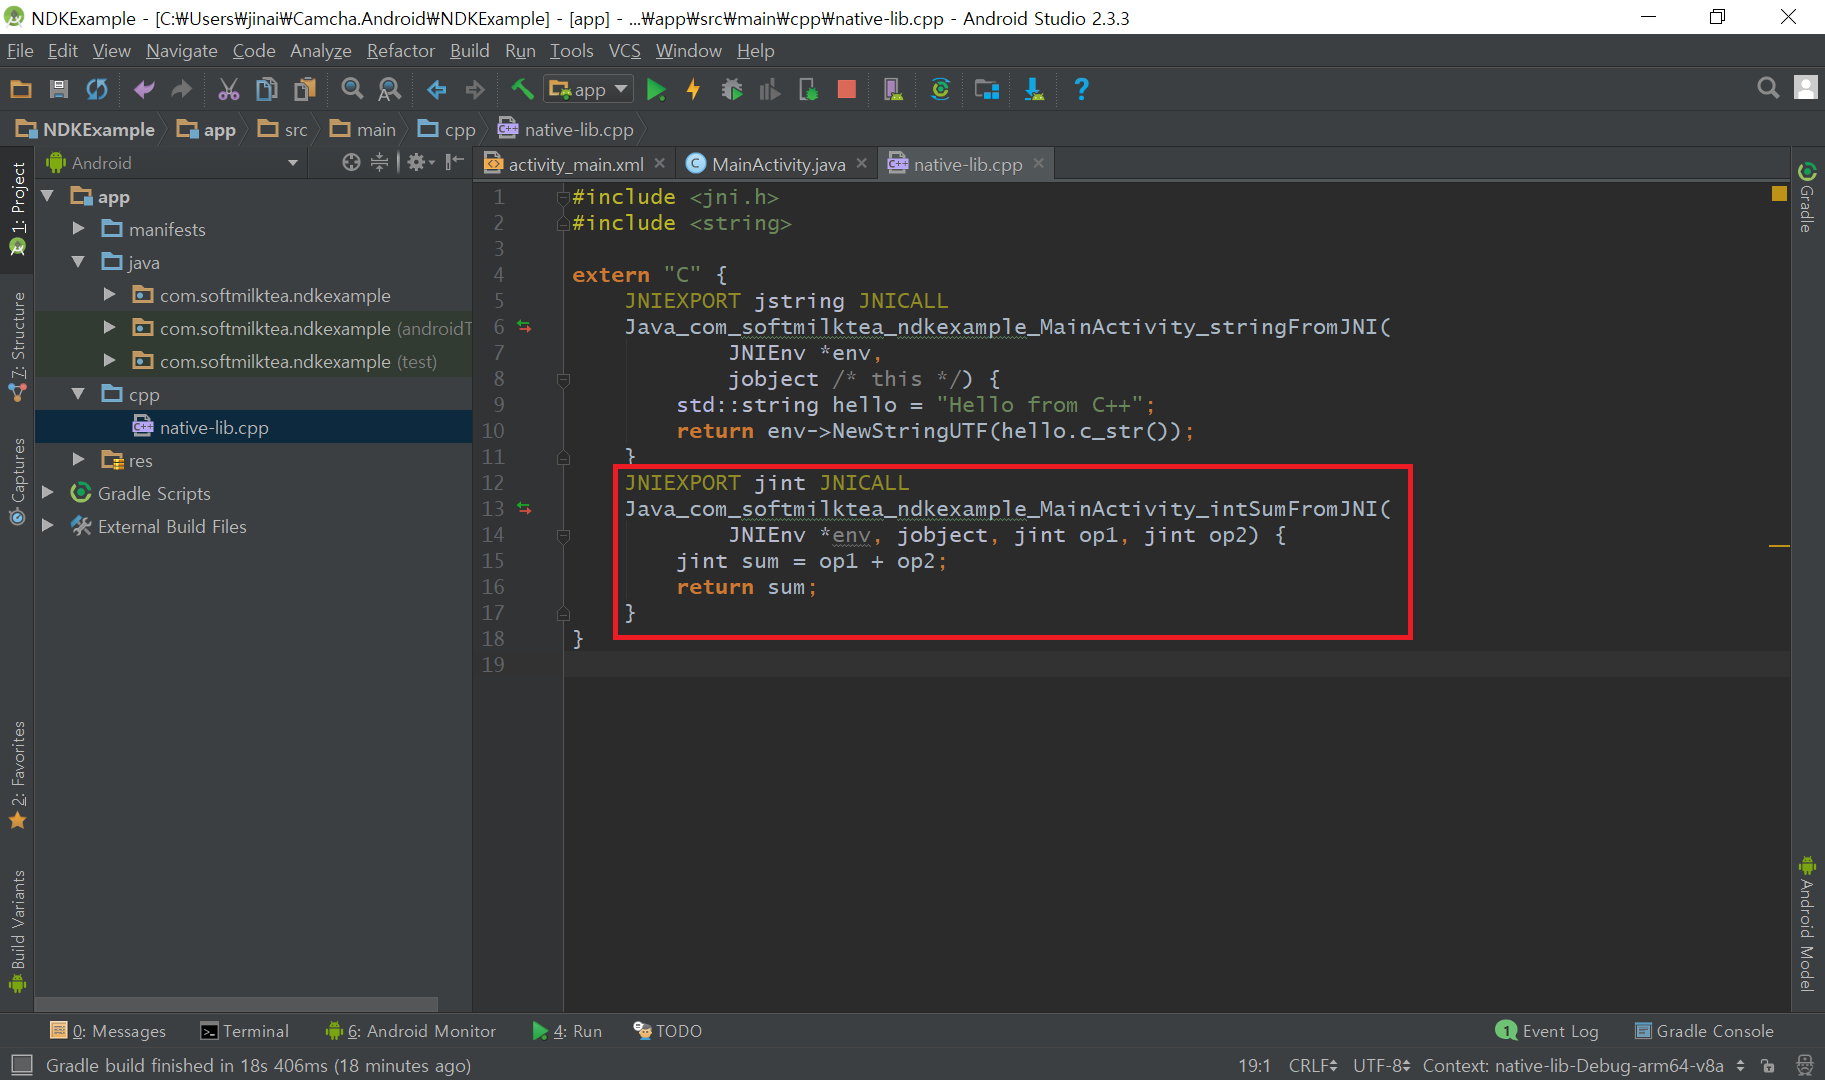 NDKExample - [C:₩Users₩jinai₩Camcha.Android₩NDKExample] - [app] - ...₩app₩src₩main₩cpp₩native-lib.cpp - Android Studio 2.3.3
File Edit View Navigate Code Analyze Refactor Build Run Tools VCS Window Help
app
NDKExample app src main cpp native-lib.cpp
Android
activity_main.xml MainActivity.java native-lib.cpp
1: Project
7: Structure
Captures
2: Favorites
Build Variants
app
manifests
java
com.softmilktea.ndkexample
com.softmilktea.ndkexample (androidT
com.softmilktea.ndkexample (test)
cpp
native-lib.cpp
res
Gradle Scripts
External Build Files
1 #include <jni.h>
2 #include <string>
3
4 extern "C" {
5 JNIEXPORT jstring JNICALL
6 Java_com_softmilktea_ndkexample_MainActivity_stringFromJNI(
7 JNIEnv *env,
8 jobject /* this */) {
9 std::string hello = "Hello from C++";
10 return env->NewStringUTF(hello.c_str());
11 }
12 JNIEXPORT jint JNICALL
13 Java_com_softmilktea_ndkexample_MainActivity_intSumFromJNI(
14 JNIEnv *env, jobject, jint op1, jint op2) {
15 jint sum = op1 + op2;
16 return sum;
17 }
18 }
19
Gradle
Android Model
0: Messages Terminal 6: Android Monitor 4: Run TODO 1 Event Log Gradle Console
Gradle build finished in 18s 406ms (18 minutes ago) 19:1 CRLF UTF-8 Context: native-lib-Debug-arm64-v8a